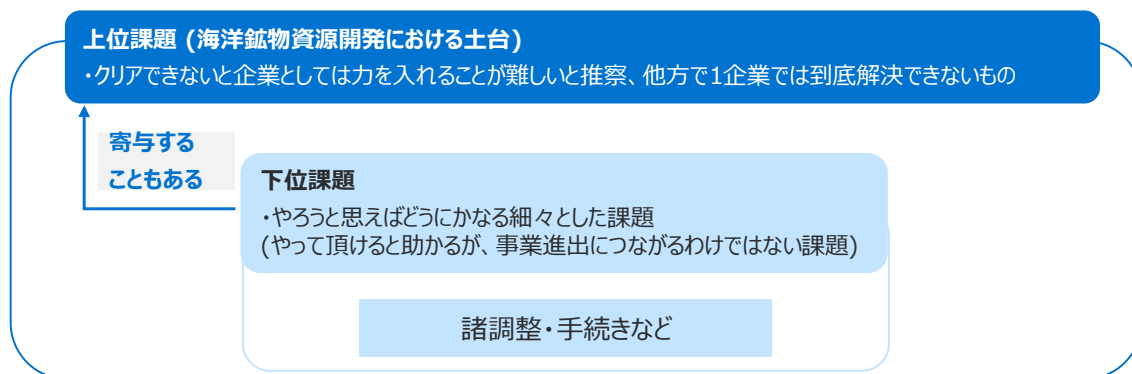 上位課題 (海洋鉱物資源開発における土台)
・クリアできないと企業としては力を入れることが難しいと推察、他方で1企業では到底解決できないもの
寄与する
こともある
下位課題
・やろうと思えばどうにかなる細々とした課題
(やって頂けると助かるが、事業進出につながるわけではない課題)
諸調整・手続きなど